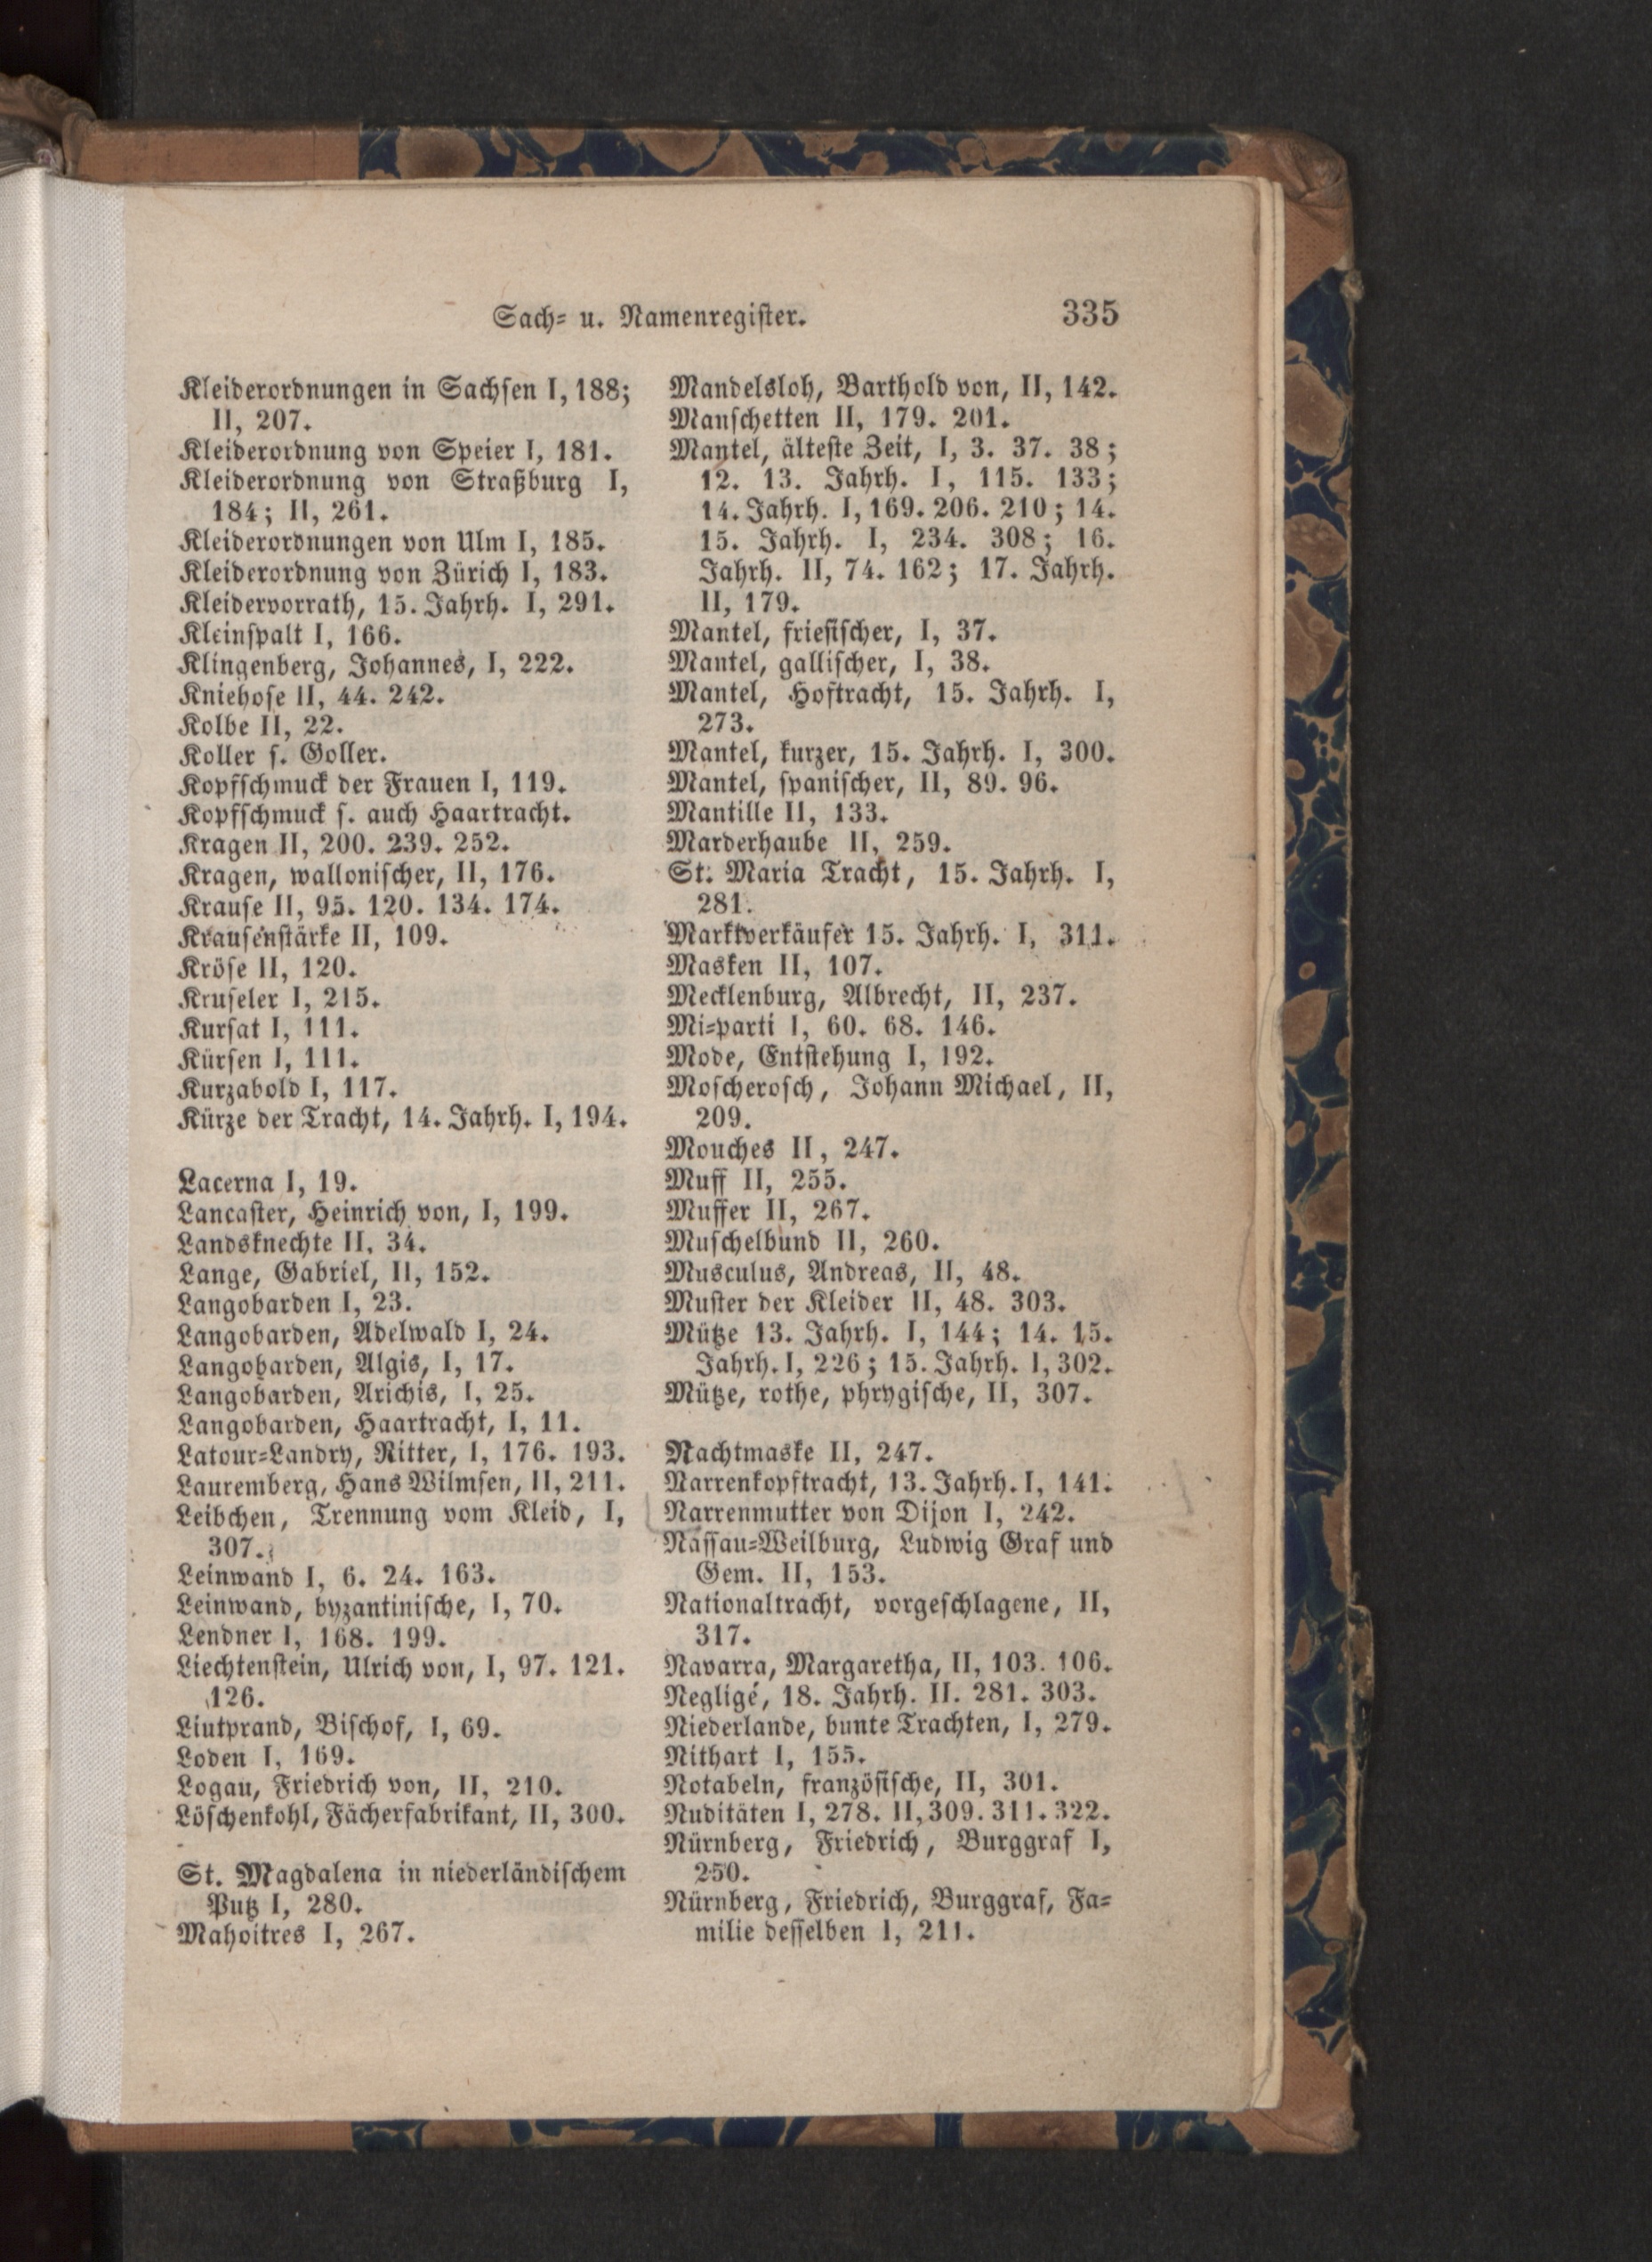 Sach- u. Namenregister. 335
Kleiderordnungen in Sachsen I, 188;
II, 207.
Kleiderordnung von Speier I, 181.
Kleiderordnung von Straßburg I,
184; II, 261.
Kleiderordnungen von Ulm I, 185.
Kleiderordnung von Zürich I, 183.
Kleidervorrath, 15. Jahrh. I, 291.
Kleinspalt I, 166.
Klingenberg, Johannes, I, 222.
Kniehose II, 44. 242.
Kolbe II, 22.
Koller s. Goller.
Kopfschmuck der Frauen I, 119.
Kopfschmuck s. auch Haartracht.
Kragen II, 200. 239. 252.
Kragen, wallonischer, II, 176.
Krause II, 95. 120. 134. 174.
Krausenstärke II, 109.
Kröse II, 120.
Kruseler I, 215.
Kursat I, 111.
Kürsen I, 111.
Kurzabold I, 117.
Kürze der Tracht, 14. Jahrh. I, 194.
Lacerna I, 19.
Lancaster, Heinrich von, I, 199.
Landsknechte II, 34.
Lange, Gabriel, II, 152.
Langobarden I, 23.
Langobarden, Adelwald I, 24.
Langobarden, Algis, I, 17.
Langobarden, Arichis, I, 25.
Langobarden, Haartracht, I, 11.
Latour-Landry, Ritter, I, 176. 193.
Lauremberg, Hans Wilmsen, II, 211.
Leibchen, Trennung vom Kleid, I,
307.
Leinwand I, 6. 24. 163.
Leinwand, byzantinische, I, 70.
Lendner I, 168. 199.
Liechtenstein, Ulrich von, I, 97. 121.
126.
Liutprand, Bischof, I, 69.
Loden I, 169.
Logau, Friedrich von, II, 210.
Löschenkohl, Fächerfabrikant, II, 300.
St. Magdalena in niederländischem
Putz I, 280.
Mahoitres I, 267.
Mandelsloh, Barthold von, II, 142.
Manschetten II, 179. 201.
Mantel, älteste Zeit, I, 3. 37. 38;
12. 13. Jahrh. I, 115. 133;
14. Jahrh. I, 169. 206. 210; 14.
15. Jahrh. I, 234. 308; 16.
Jahrh. II, 74. 162; 17. Jahrh.
II, 179.
Mantel, friesischer, I, 37.
Mantel, gallischer, I, 38.
Mantel, Hoftracht, 15. Jahrh. I,
273.
Mantel, kurzer, 15. Jahrh. I, 300.
Mantel, spanischer, II, 89. 96.
Mantille II, 133.
Marderhaube II, 259.
St. Maria Tracht, 15. Jahrh. I,
281.
Marktverkäufer 15. Jahrh. I, 311.
Masken II, 107.
Mecklenburg, Albrecht, II, 237.
Mi-parti I, 60. 68. 146.
Mode, Entstehung I, 192.
Moscherosch, Johann Michael, II,
209.
Mouches II, 247.
Muff II, 255.
Muffer II, 267.
Muschelbund II, 260.
Musculus, Andreas, II, 48.
Muster der Kleider II, 48. 303.
Mütze 13. Jahrh. I, 144; 14. 15.
Jahrh. I, 226; 15. Jahrh. I, 302.
Mütze, rothe, phrygische, II, 307.
Nachtmaske II, 247.
Narrenkopftracht, 13. Jahrh. I, 141.
Narrenmutter von Dijon I, 242.
Nassau-Weilburg, Ludwig Graf und
Gem. II, 153.
Nationaltracht, vorgeschlagene, II,
317.
Navarra, Margaretha, II, 103. 106.
Negligé, 18. Jahrh. II. 281. 303.
Niederlande, bunte Trachten, I, 279.
Nithart I, 155.
Notabeln, französische, II, 301.
Nuditäten I, 278. II, 309. 311. 322.
Nürnberg, Friedrich, Burggraf I,
250.
Nürnberg, Friedrich, Burggraf, Fa-
milie desselben I, 211.